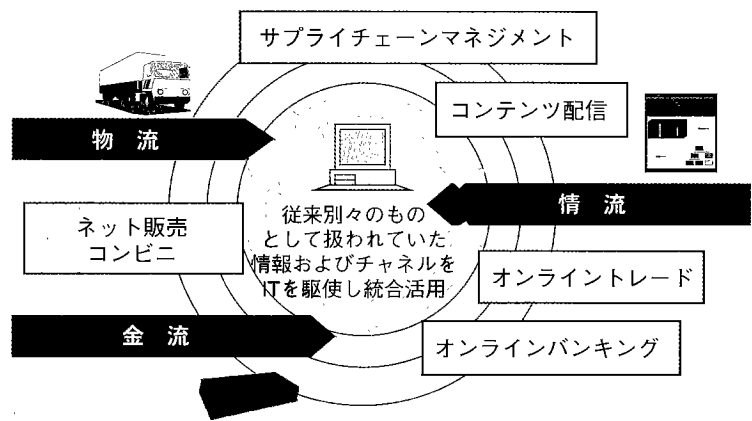 サプライチェーンマネジメント
コンテンツ配信
物 流
情 流
ネット販売
コンビニ
従来別々のもの
として扱われていた
情報およびチャネルを
ITを駆使し統合活用
オンライントレード
金 流
オンラインバンキング